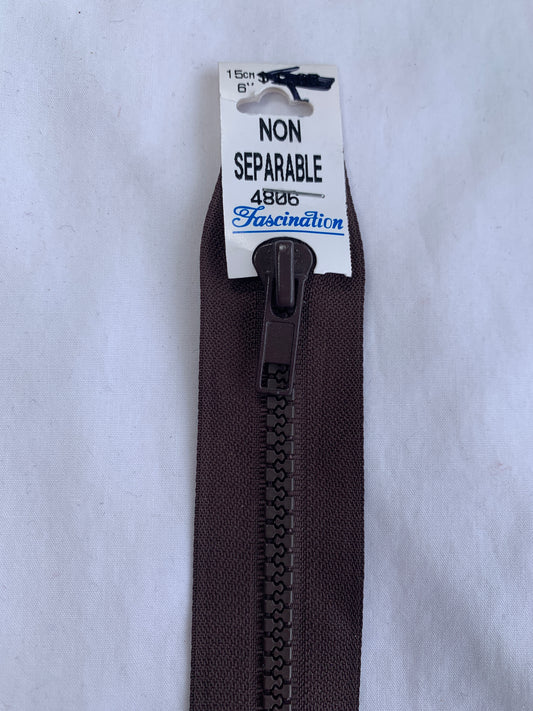 15cm
6"
NON
SEPARABLE
4806
Fascination